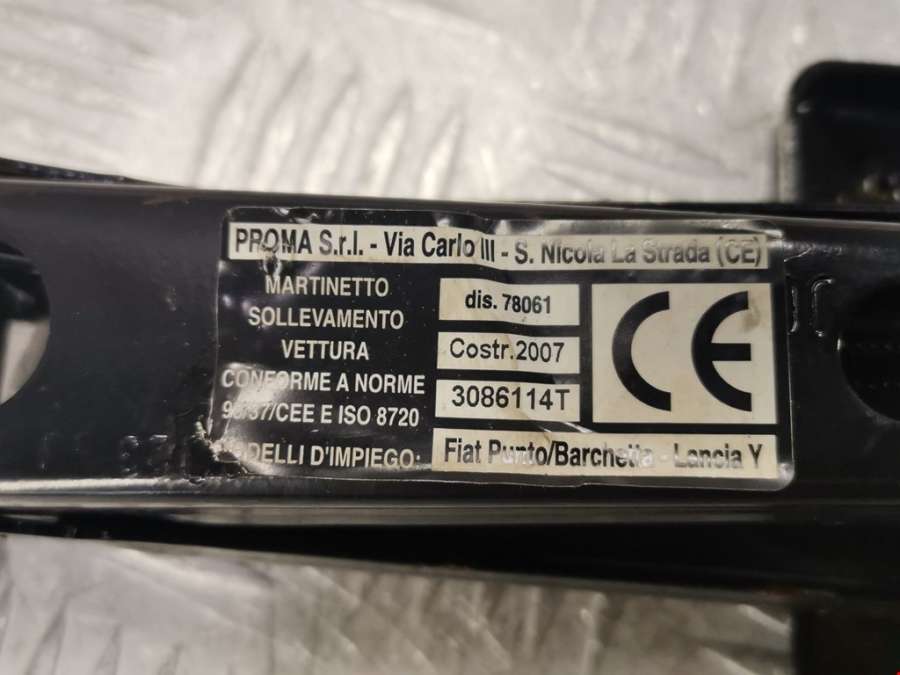 PROMA S.r.l. - Via Carlo III - S. Nicola La Strada (CE)
MARTINETTO
SOLLEVAMENTO
VETTURA
CONFORME A NORME
/CEE E ISO 8720
D'IMPIEGO:
dis. 78061
Costr.2007
3086114T
Fiat Punto/Barchetta - Lancia Y
CE